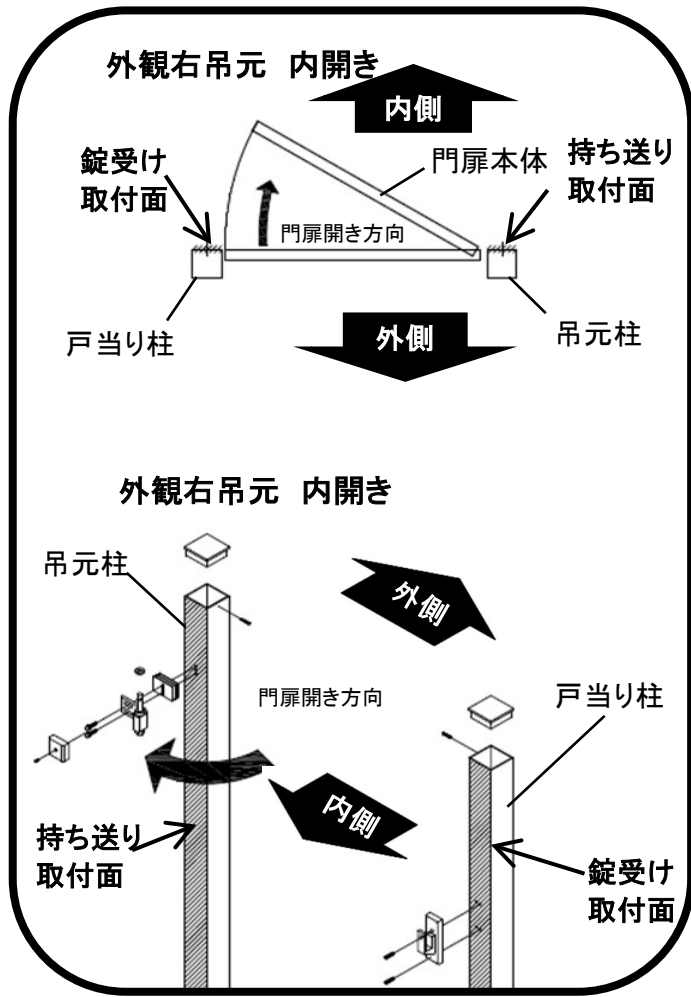 外観右吊元 内開き
内側
錠受け
取付面
門扉本体
持ち送り
取付面
門扉開き方向
戸当り柱
外側
吊元柱
外観右吊元 内開き
吊元柱
外側
門扉開き方向
戸当り柱
内側
持ち送り
取付面
錠受け
取付面